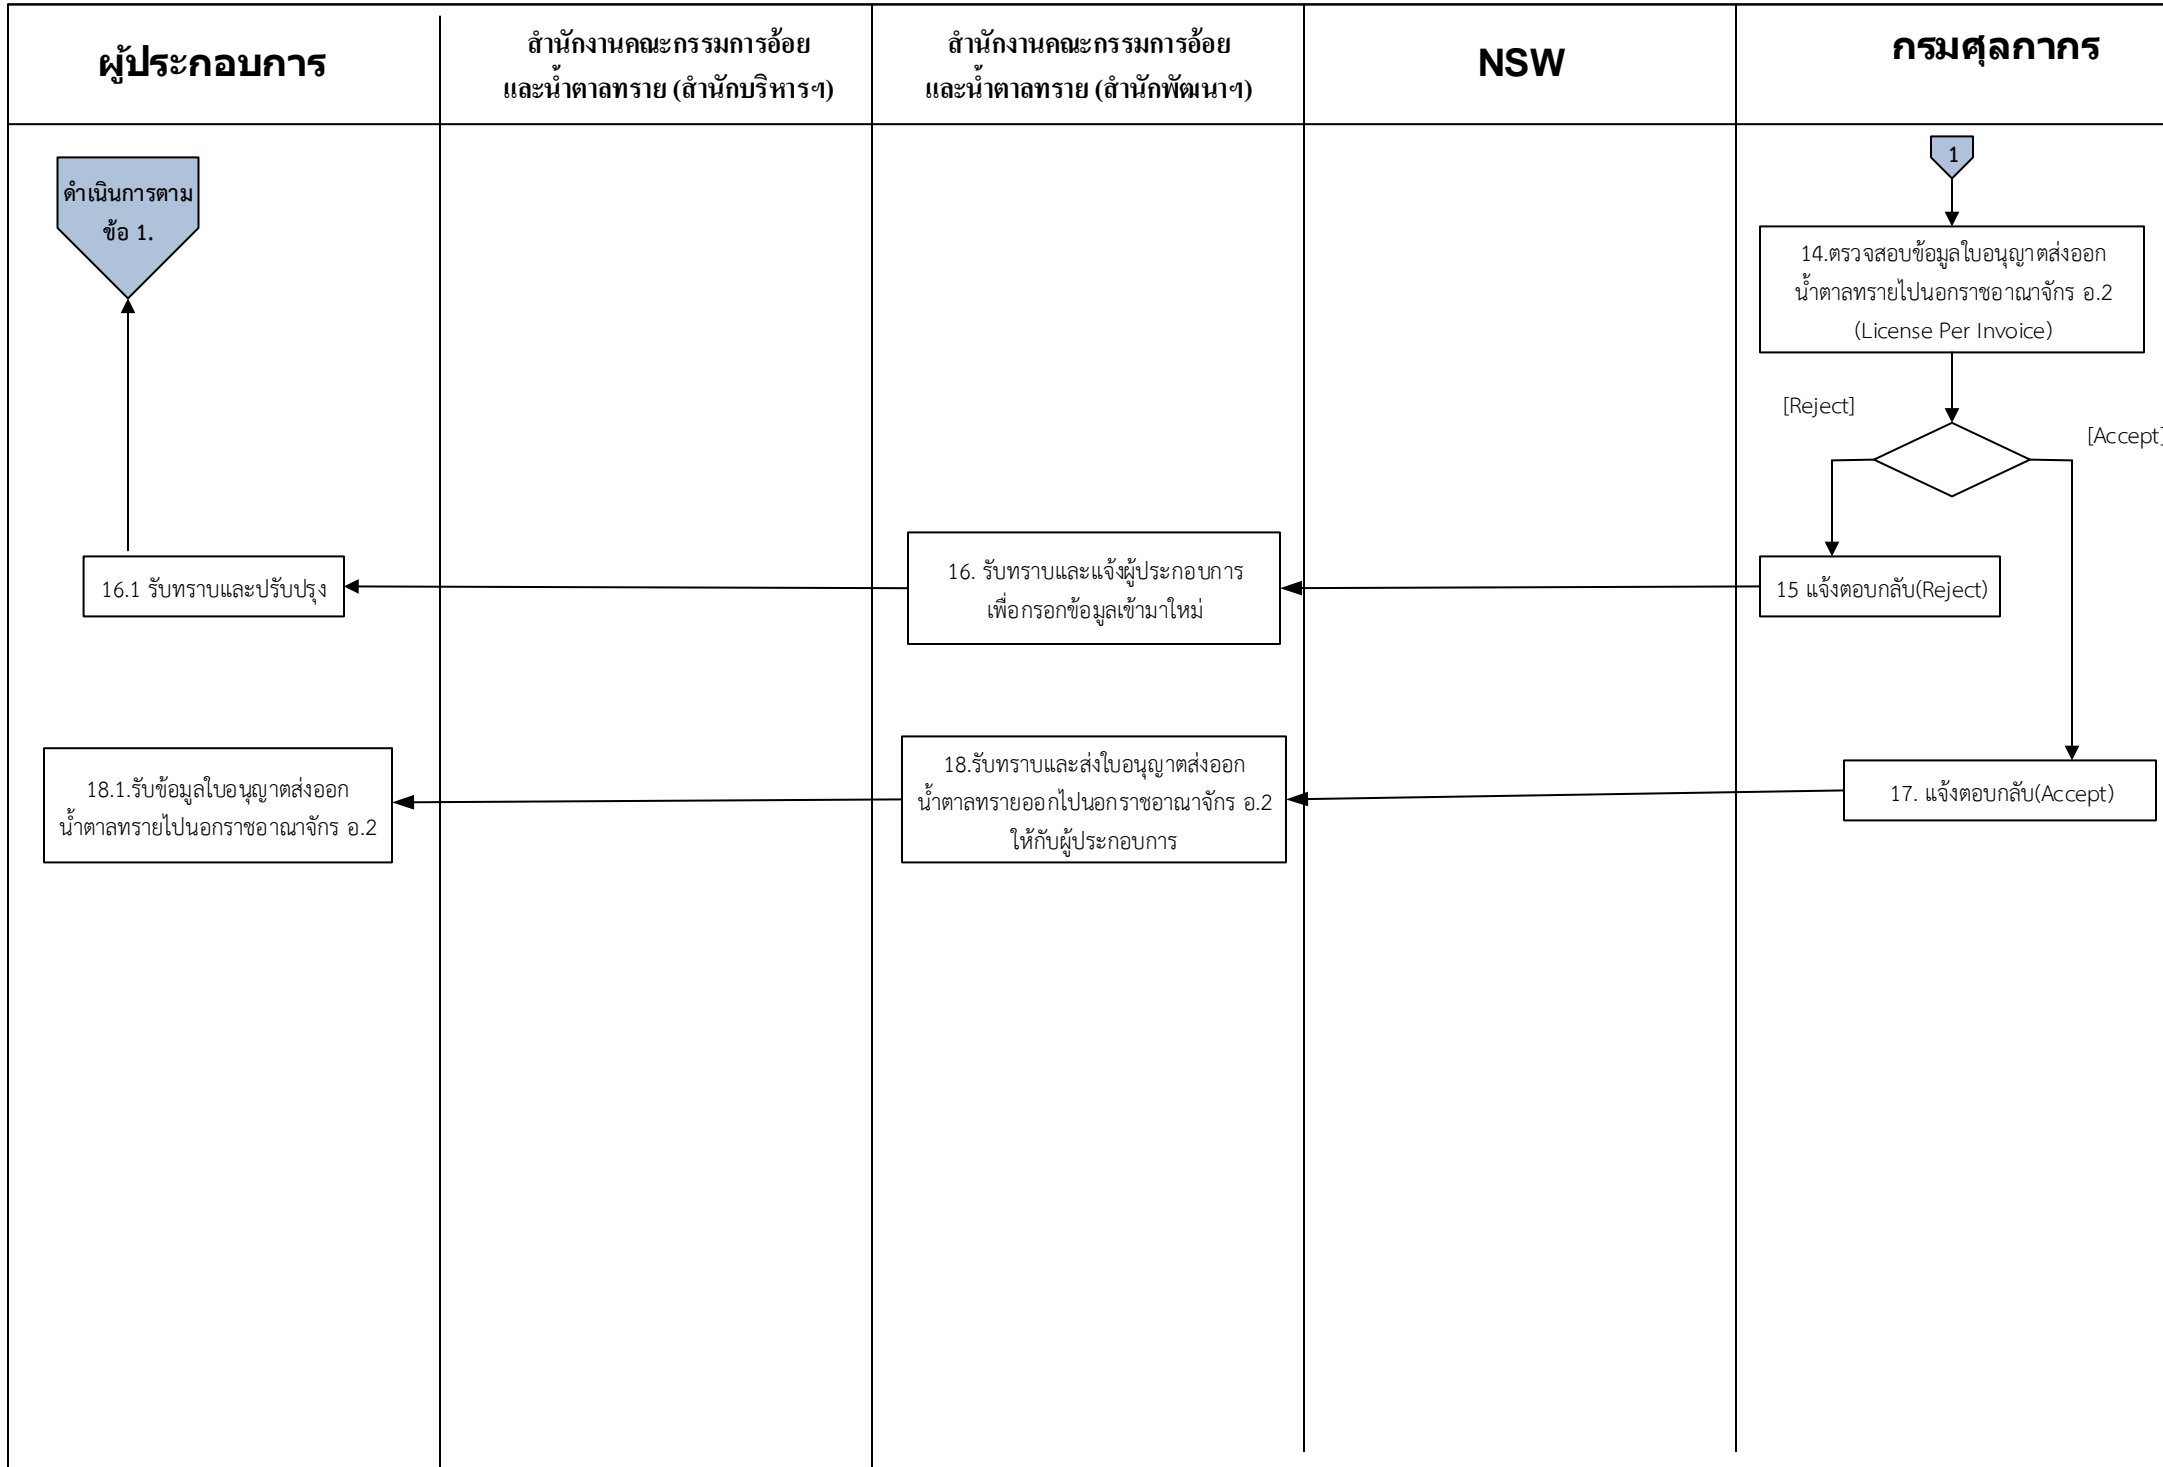 ผู้ประกอบการ
สำนักงานคณะกรรมการอ้อย
และน้ำตาลทราย (สำนักบริหารฯ)
สำนักงานคณะกรรมการอ้อย
และน้ำตาลทราย (สำนักพัฒนาฯ)
NSW
กรมศุลกากร
ดำเนินการตาม
ข้อ 1.
1
14.ตรวจสอบข้อมูลใบอนุญาตส่งออก
น้ำตาลทรายไปนอกราชอาณาจักร อ.2
(License Per Invoice)
[Reject]
[Accept]
16.1 รับทราบและปรับปรุง
16. รับทราบและแจ้งผู้ประกอบการ
เพื่อกรอกข้อมูลเข้ามาใหม่
15 แจ้งตอบกลับ(Reject)
18.1.รับข้อมูลใบอนุญาตส่งออก
น้ำตาลทรายไปนอกราชอาณาจักร อ.2
18.รับทราบและส่งใบอนุญาตส่งออก
น้ำตาลทรายออกไปนอกราชอาณาจักร อ.2
ให้กับผู้ประกอบการ
17. แจ้งตอบกลับ(Accept)